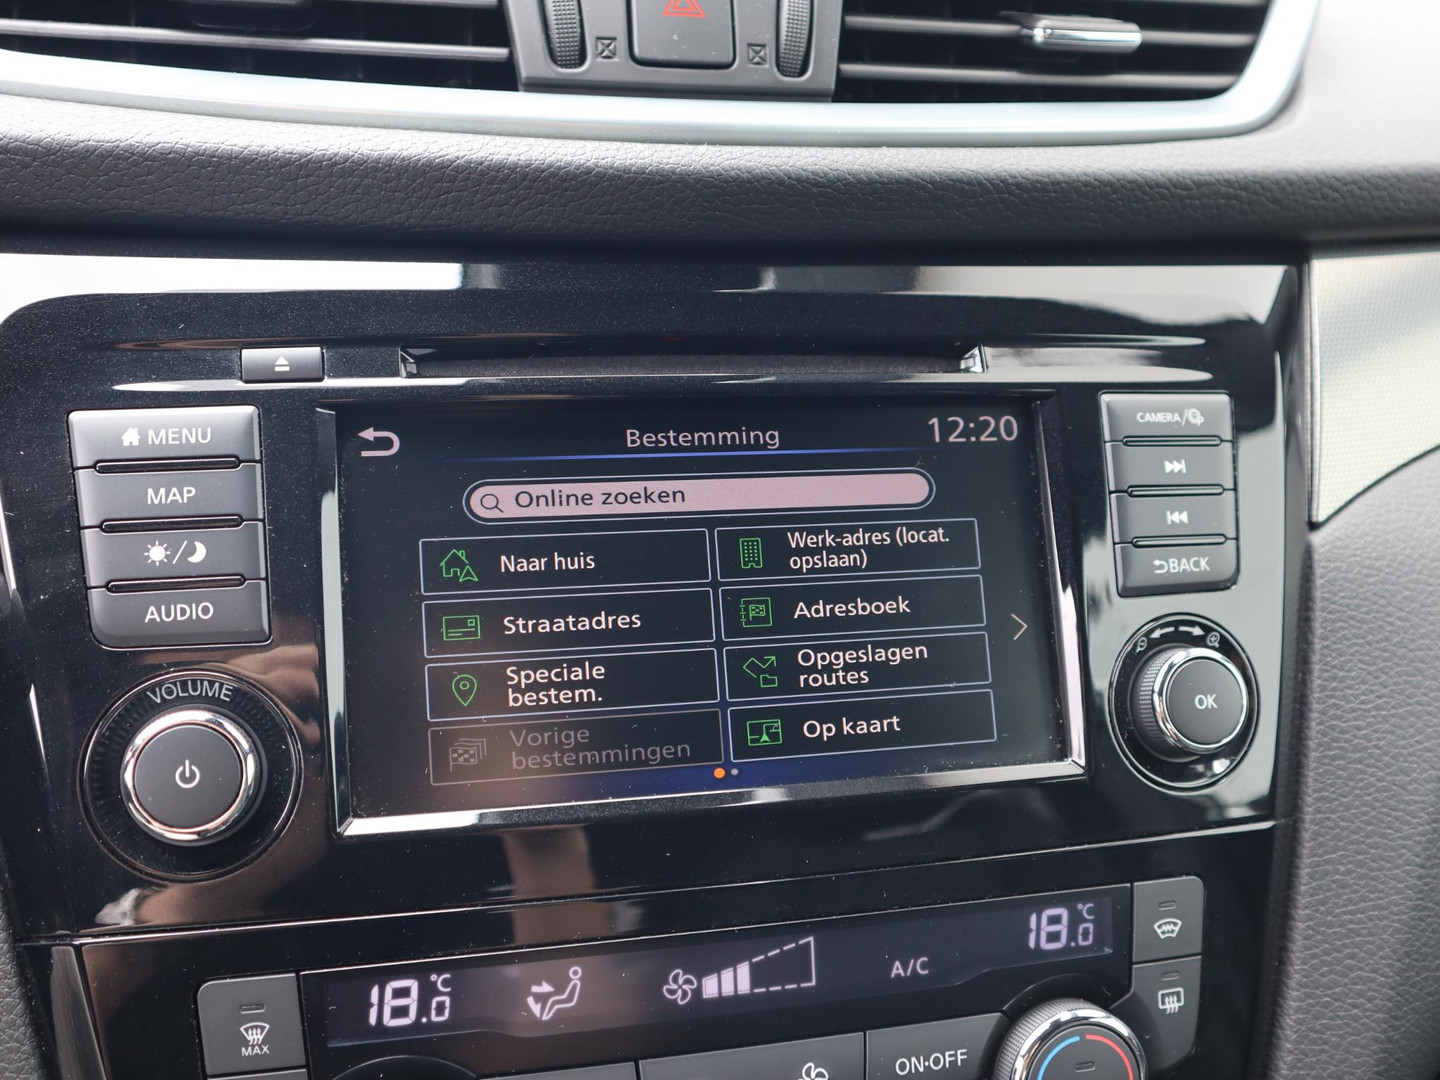 MENU
MAP
AUDIO
VOLUME
Bestemming
12:20
Online zoeken
Naar huis
Werk-adres (locat.
opslaan)
Straatadres
Adresboek
Speciale
bestem.
Opgeslagen
routes
Vorige
bestemmingen
Op kaart
CAMERA/
BACK
OK
18.0 °C
A/C
18.0 °C
MAX
ON·OFF